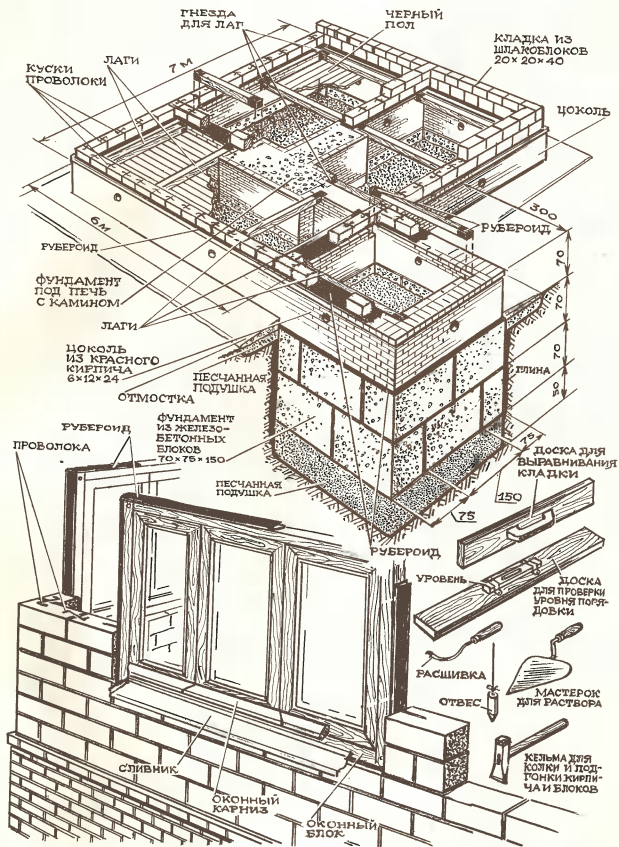 ГНЕЗДА
ДЛЯ ЛАГ
ЧЕРНЫЙ
ПОЛ
КЛАДКА ИЗ
ШЛАКОБЛОКОВ
20×20×40
КУСКИ
ПРОВОЛОКИ
ЛАГИ
7 М
ЦОКОЛЬ
6 М
300
РУБЕРОИД
РУБЕРОИД
70
70
70
50
ФУНДАМЕНТ
ПОД ПЕЧЬ
С КАМИНОМ
ЛАГИ
ЦОКОЛЬ
ИЗ КРАСНОГО
КИРПИЧА
6×12×24
ОТМОСТКА
ПЕСЧАННАЯ
ПОДУШКА
ГЛИНА
ФУНДАМЕНТ
ИЗ ЖЕЛЕЗО-
БЕТОННЫХ
БЛОКОВ
70×75×150
ПЕСЧАННАЯ
ПОДУШКА
75
150
75
РУБЕРОИД
РУБЕРОИД
ПРОВОЛОКА
ДОСКА ДЛЯ
ВЫРАВНИВАНИЯ
КЛАДКИ
УРОВЕНЬ
ДОСКА
ДЛЯ ПРОВЕРКИ
УРОВНЯ ПОРЯ-
ДОВКИ
РАСШИВКА
ОТВЕС
МАСТЕРОК
ДЛЯ РАСТВОРА
КЕЛЬМА ДЛЯ
КОЛКИ И ПОД-
ГОНКИ КИРПИ-
ЧА И БЛОКОВ
СЛИВНИК
ОКОННЫЙ
КАРНИЗ
ОКОННЫЙ
БЛОК